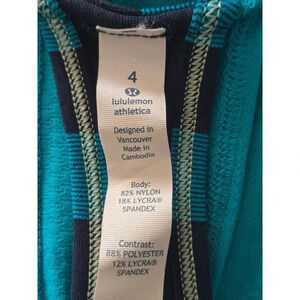 4
lululemon
athletica
Designed in
Vancouver
Made in
Cambodia
Body:
82% NYLON
18% LYCRA®
SPANDEX
Contrast:
88% POLYESTER
12% LYCRA®
SPANDEX